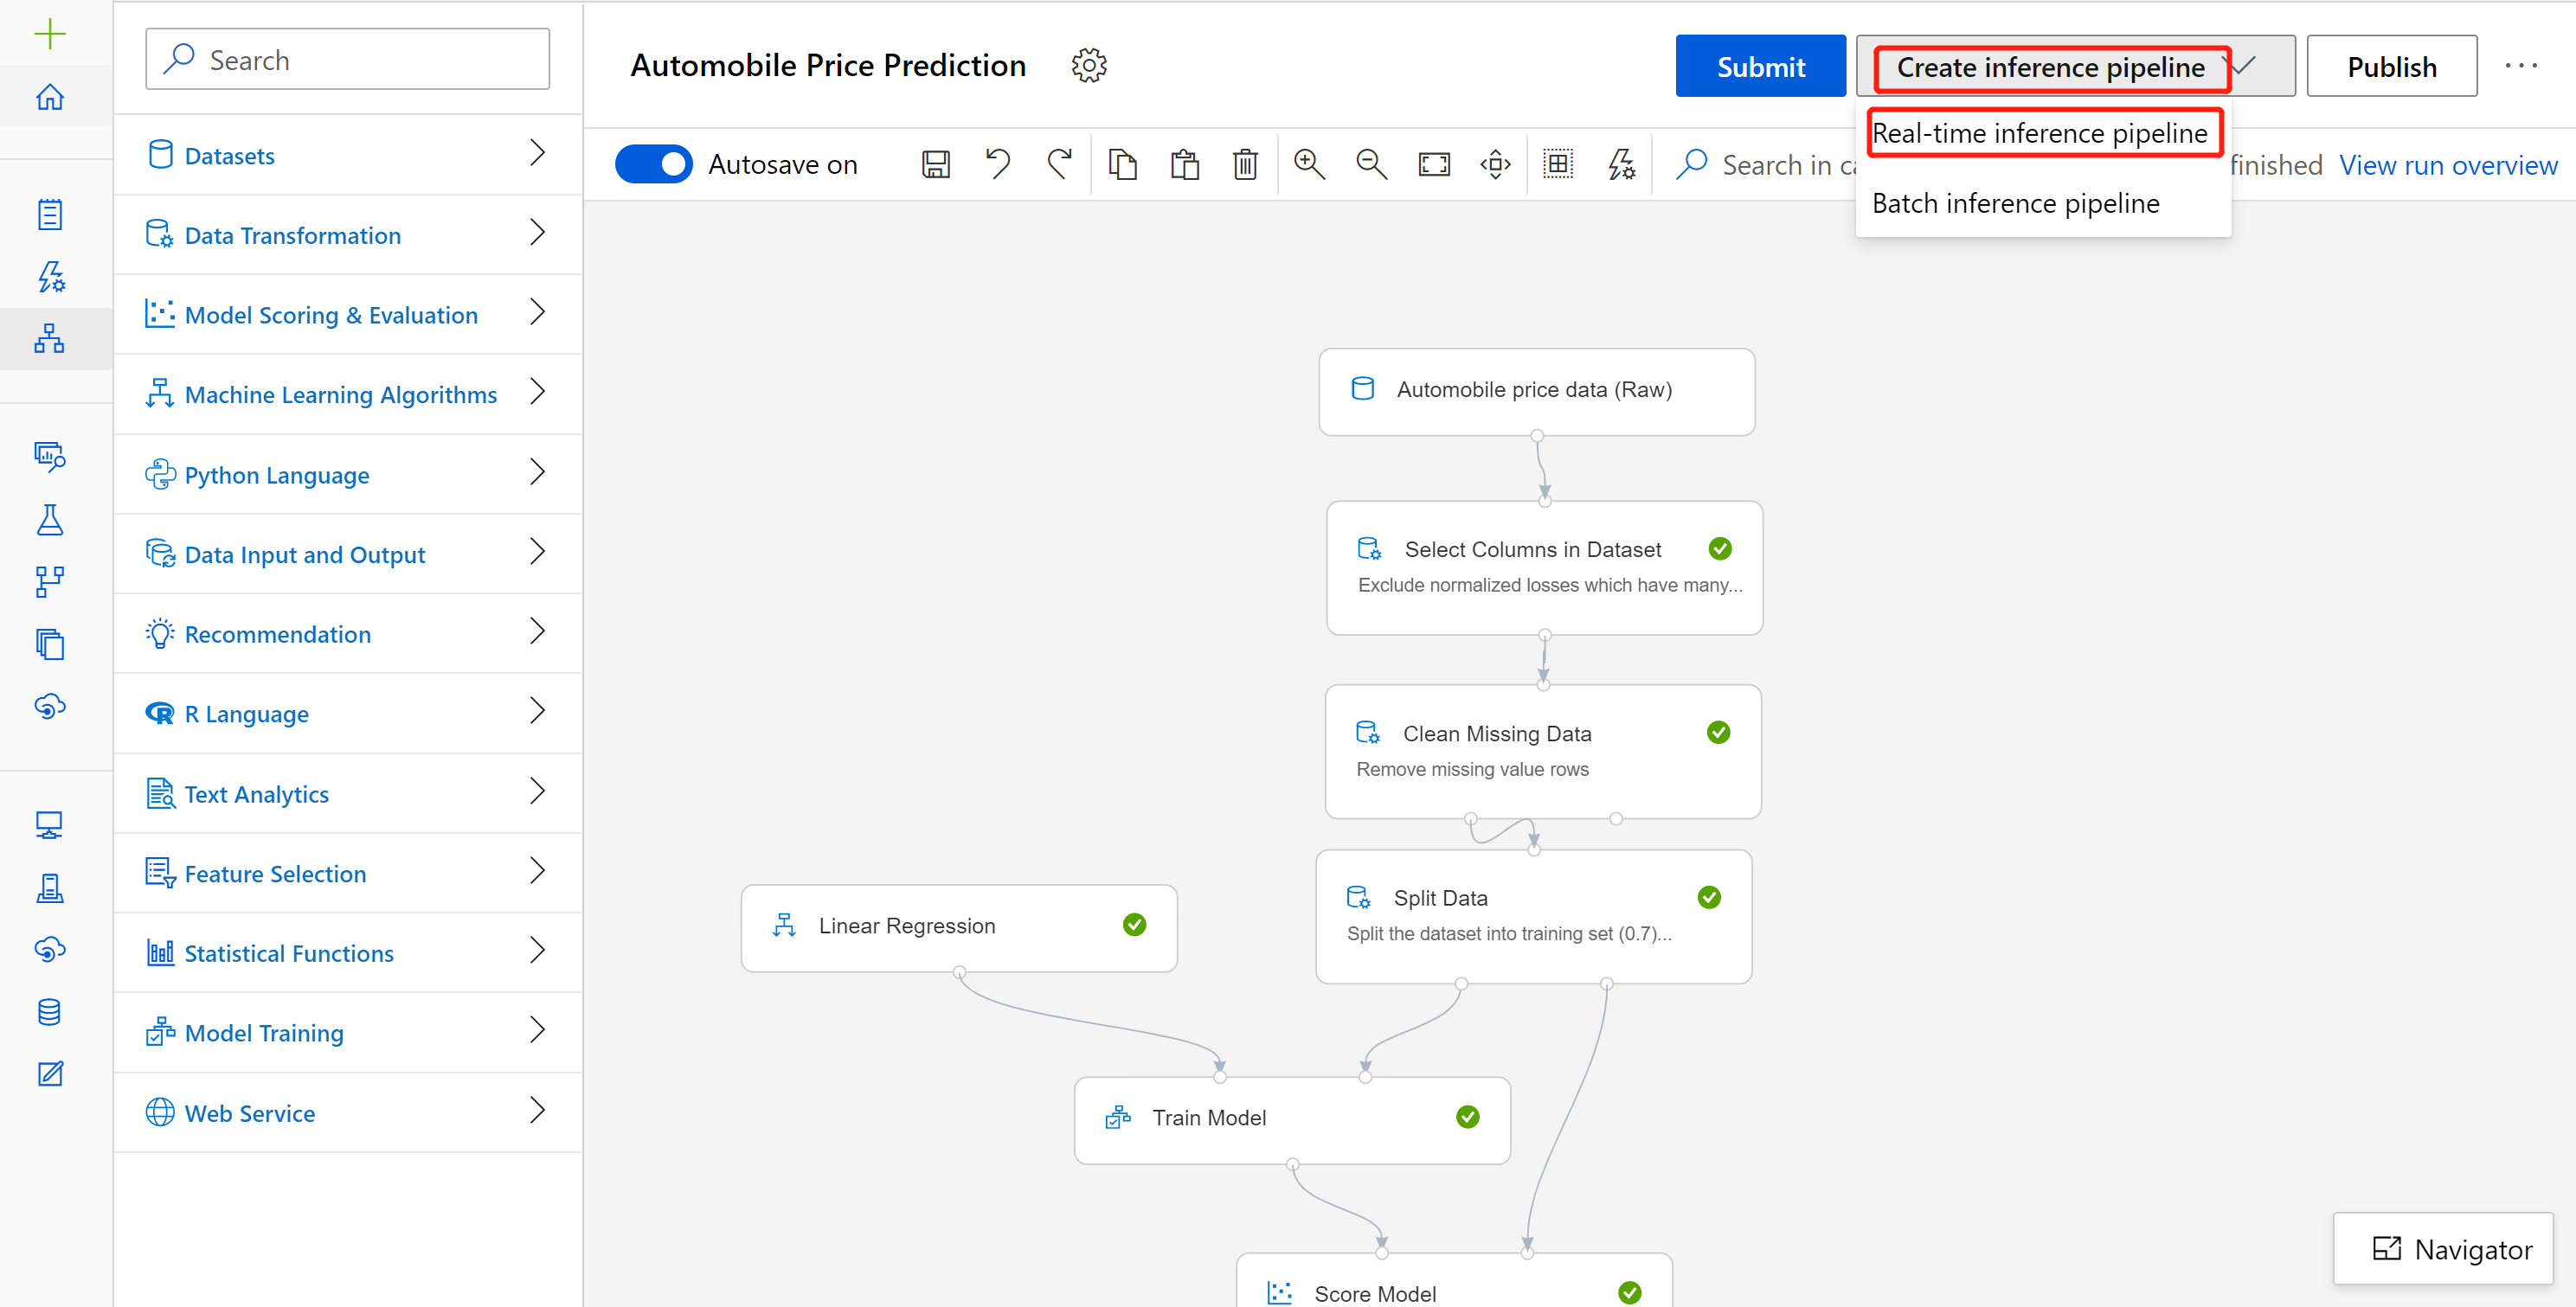 Search
Datasets
Data Transformation
Model Scoring & Evaluation
Machine Learning Algorithms
Python Language
Data Input and Output
Recommendation
R Language
Text Analytics
Feature Selection
Statistical Functions
Model Training
Web Service
Automobile Price Prediction
Submit
Create inference pipeline
Publish
Real-time inference pipeline
Batch inference pipeline
Autosave on
Search in ca
finished
View run overview
Automobile price data (Raw)
Select Columns in Dataset
Exclude normalized losses which have many...
Clean Missing Data
Remove missing value rows
Split Data
Split the dataset into training set (0.7)...
Linear Regression
Train Model
Score Model
Navigator